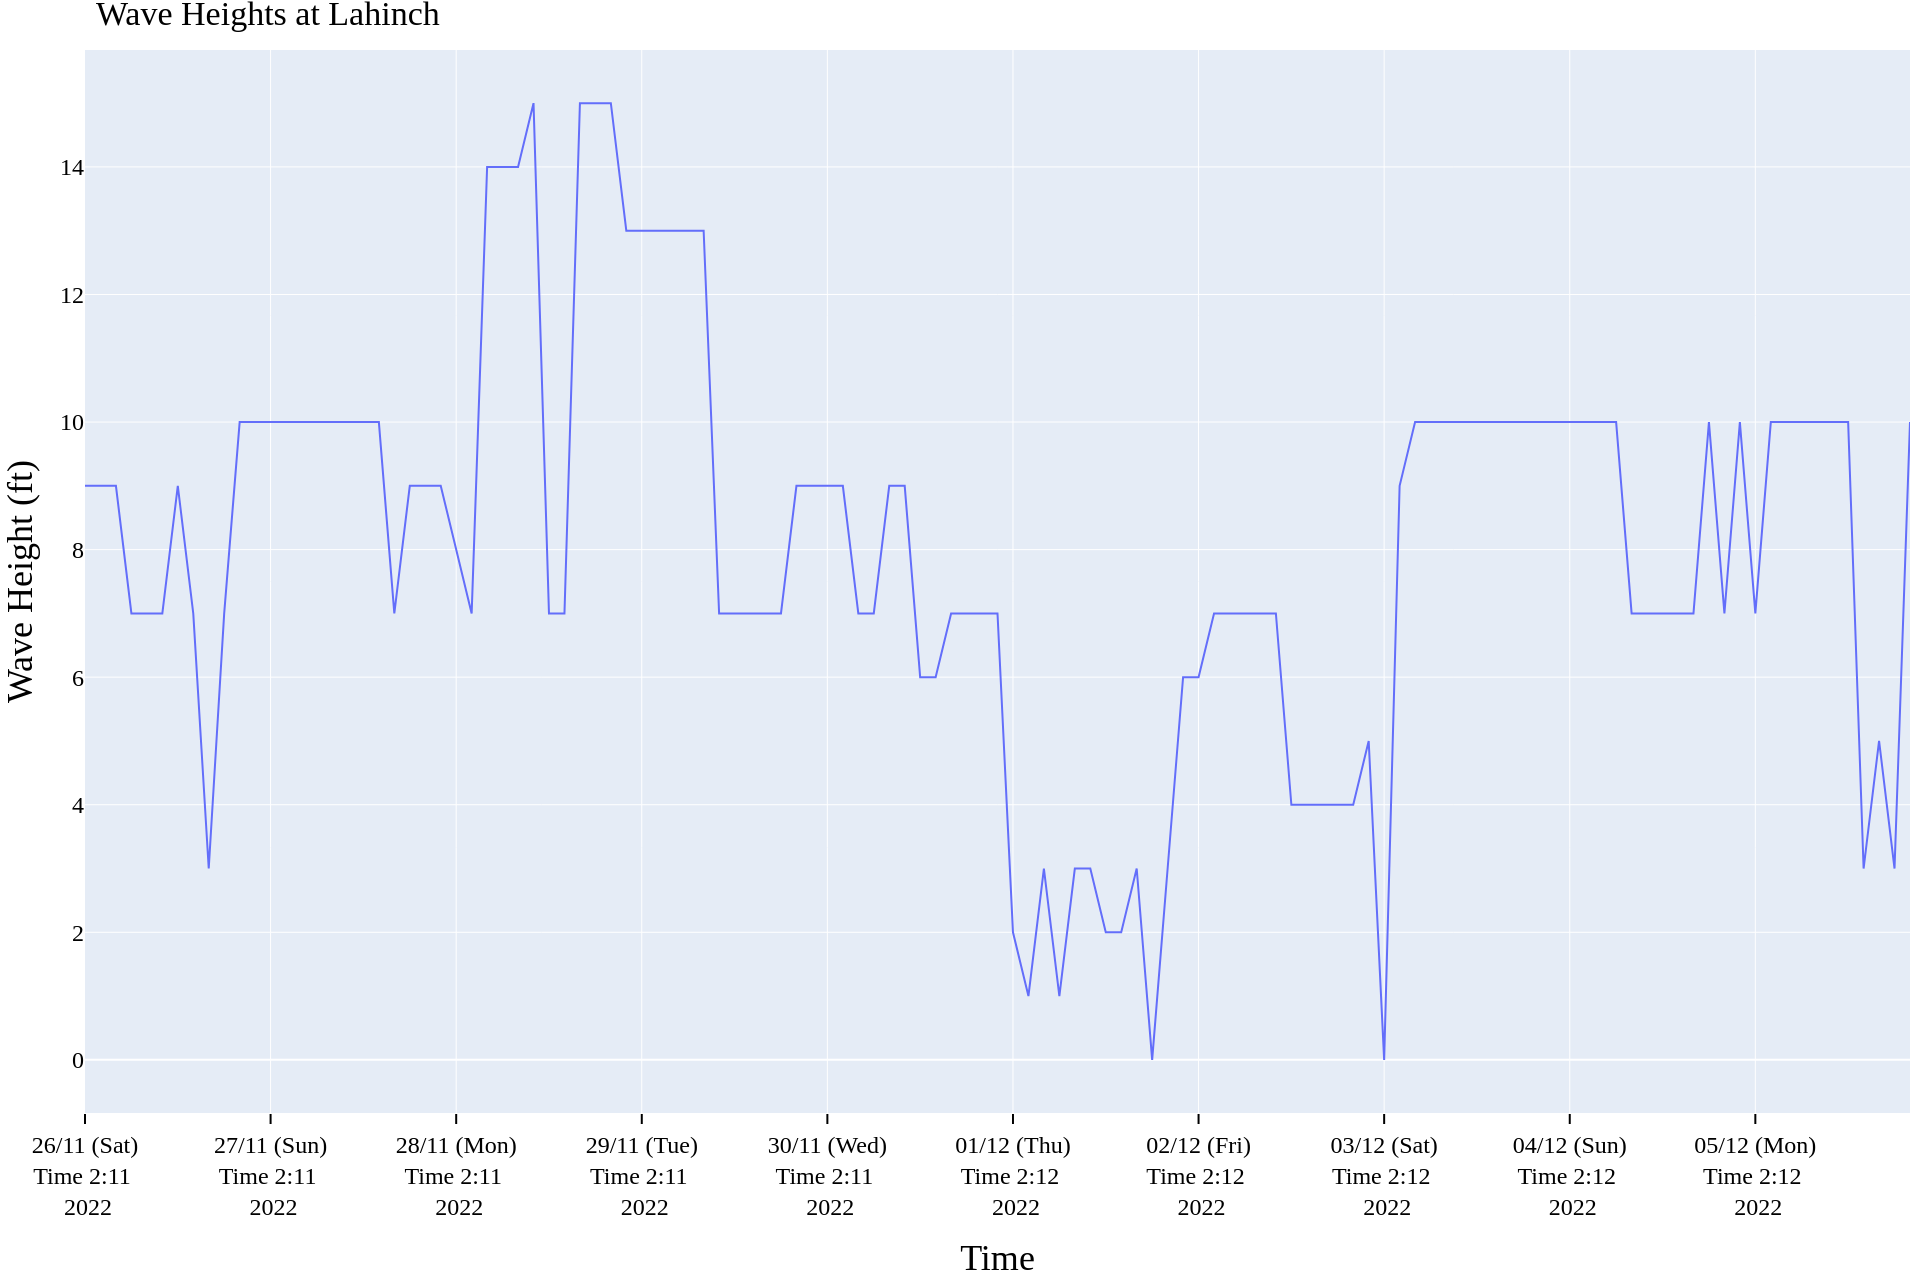 Wave Heights at Lahinch
Wave Height (ft)
14
12
10
8
6
4
2
0
26/11 (Sat)
Time 2:11
2022
27/11 (Sun)
Time 2:11
2022
28/11 (Mon)
Time 2:11
2022
29/11 (Tue)
Time 2:11
2022
30/11 (Wed)
Time 2:11
2022
01/12 (Thu)
Time 2:12
2022
02/12 (Fri)
Time 2:12
2022
03/12 (Sat)
Time 2:12
2022
04/12 (Sun)
Time 2:12
2022
05/12 (Mon)
Time 2:12
2022
Time